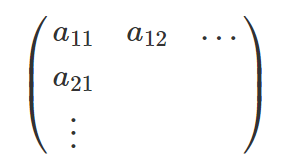 ( a₁₁ a₁₂ … )
a₂₁
⋮